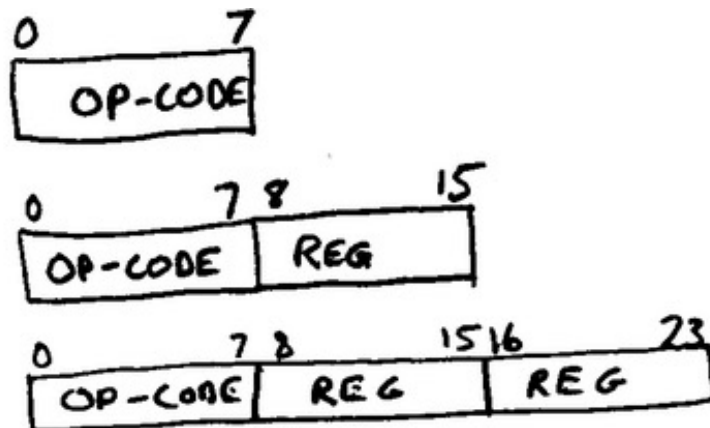 0 7
OP-CODE
0 7 8 15
OP-CODE REG
0 7 8 15 16 23
OP-CODE REG REG